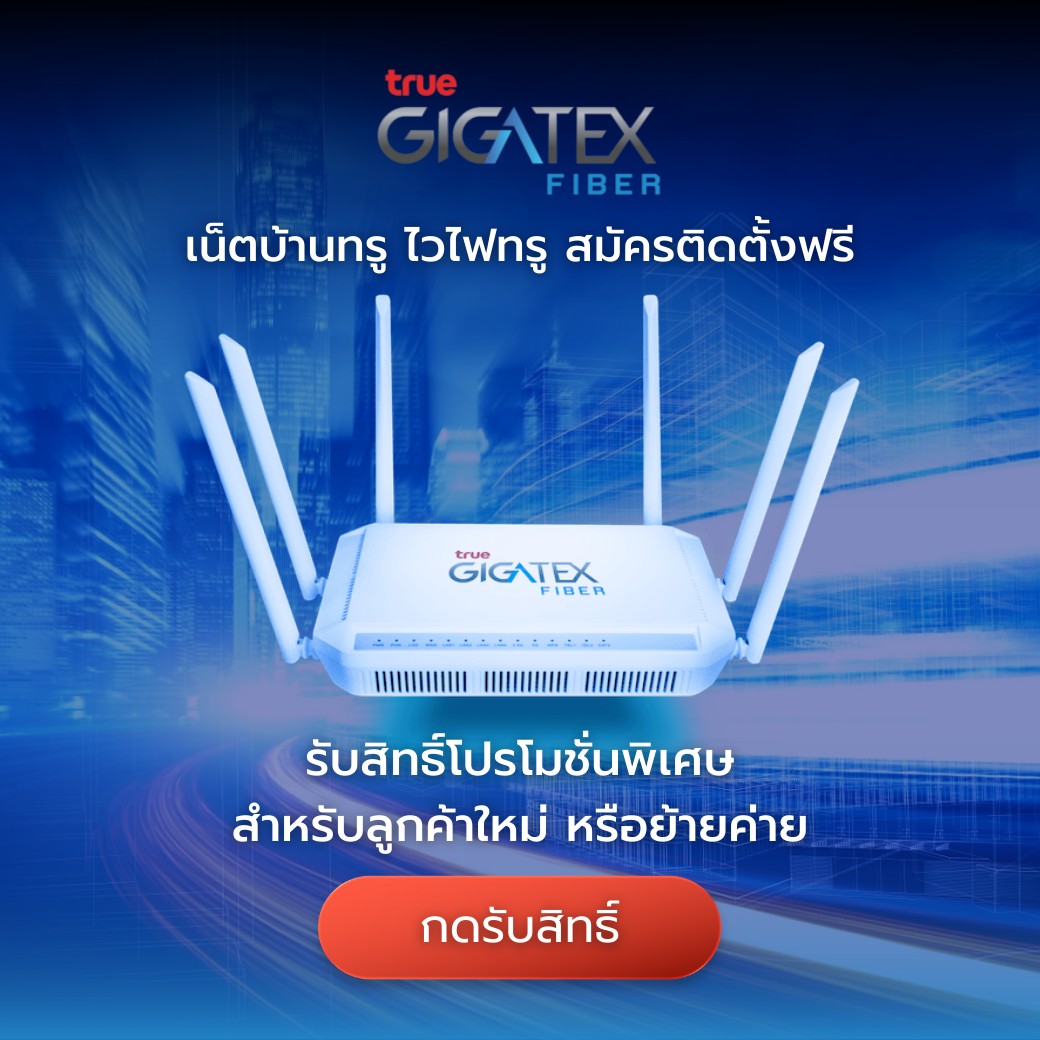 true
GIGATEX
FIBER
เน็ตบ้านทรู ไวไฟทรู สมัครติดตั้งฟรี
true
GIGATEX
FIBER
รับสิทธิ์โปรโมชั่นพิเศษ
สำหรับลูกค้าใหม่ หรือย้ายค่าย
กดรับสิทธิ์